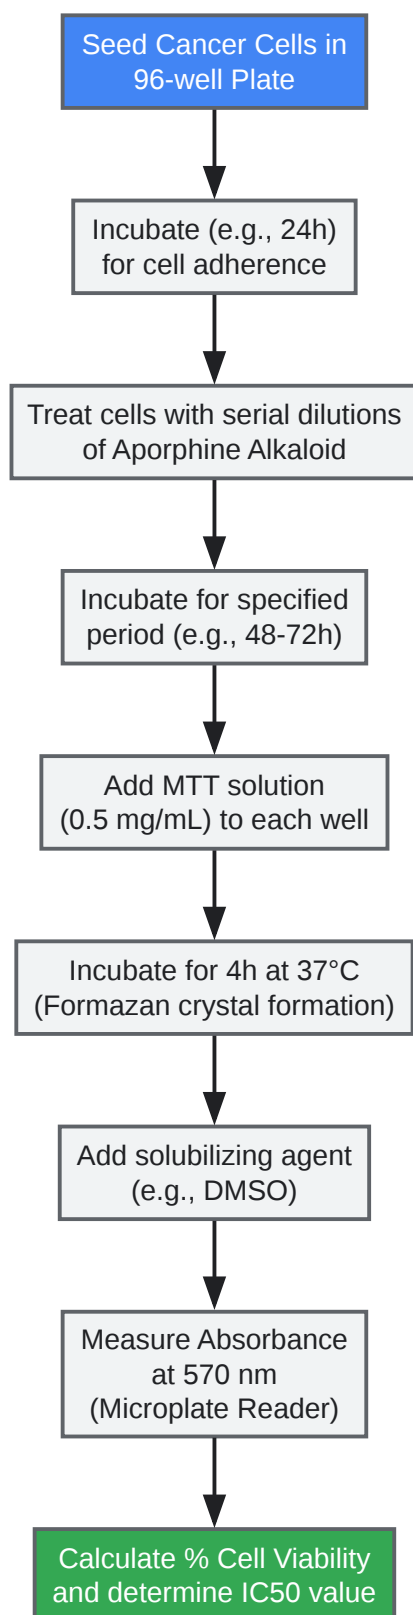 Seed Cancer Cells in
96-well Plate
Incubate (e.g., 24h)
for cell adherence
Treat cells with serial dilutions
of Aporphine Alkaloid
Incubate for specified
period (e.g., 48-72h)
Add MTT solution
(0.5 mg/mL) to each well
Incubate for 4h at 37°C
(Formazan crystal formation)
Add solubilizing agent
(e.g., DMSO)
Measure Absorbance
at 570 nm
(Microplate Reader)
Calculate % Cell Viability
and determine IC50 value